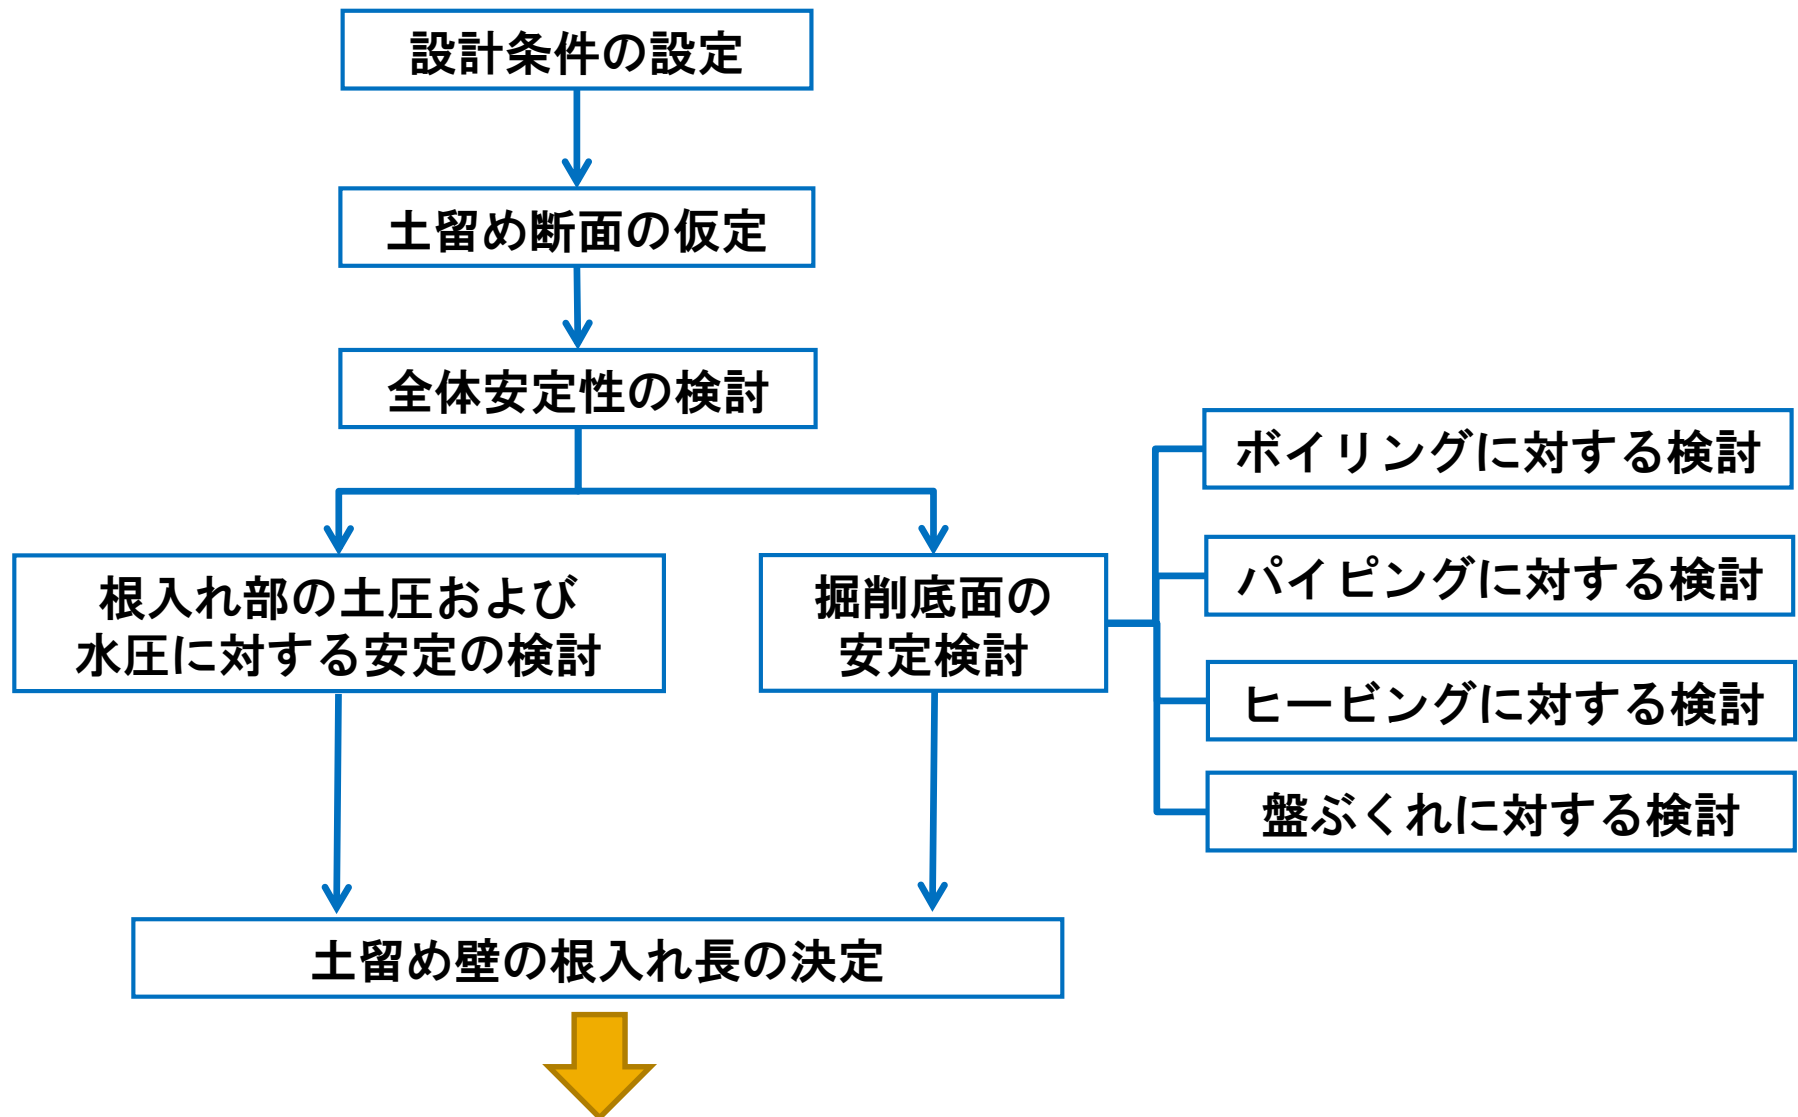 設計条件の設定
土留め断面の仮定
全体安定性の検討
根入れ部の土圧および
水圧に対する安定の検討
掘削底面の
安定検討
ボイリングに対する検討
パイピングに対する検討
ヒービングに対する検討
盤ぶくれに対する検討
土留め壁の根入れ長の決定